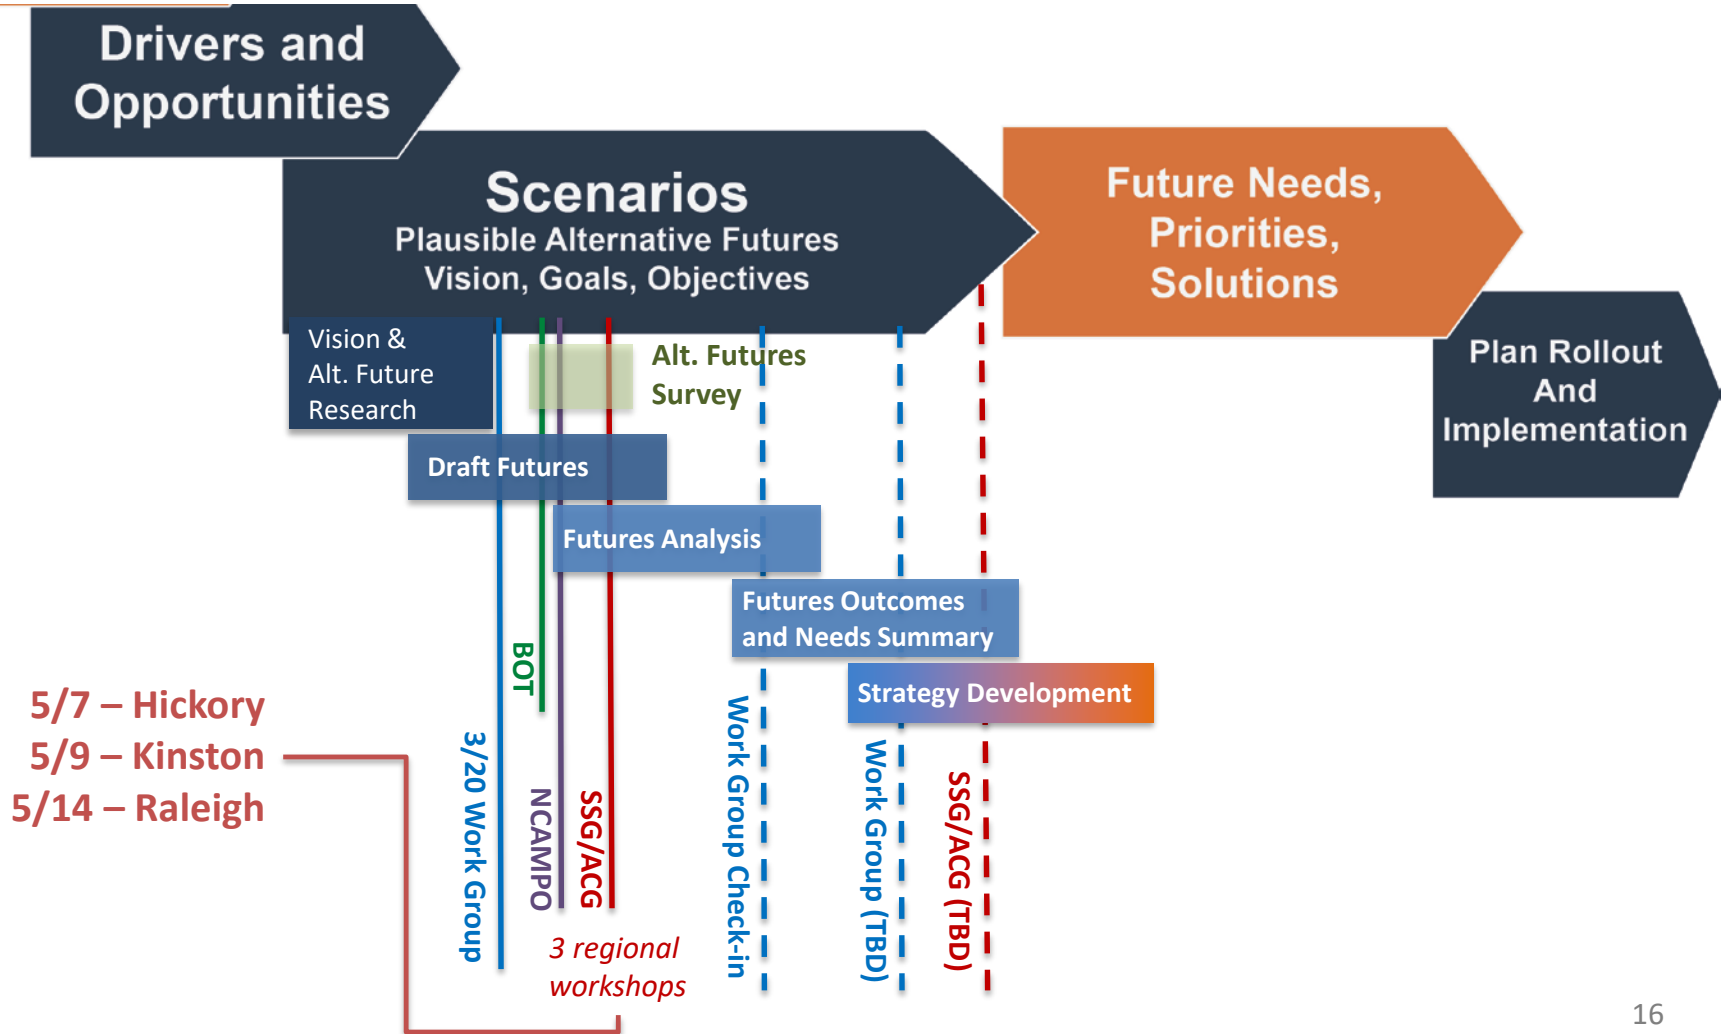 Drivers and
Opportunities
Scenarios
Plausible Alternative Futures
Vision, Goals, Objectives
Future Needs,
Priorities,
Solutions
Plan Rollout
And
Implementation
Vision &
Alt. Future
Research
Alt. Futures
Survey
Draft Futures
Futures Analysis
Futures Outcomes
and Needs Summary
Strategy Development
5/7 – Hickory
5/9 – Kinston
5/14 – Raleigh
3/20 Work Group
BOT
NCAMPO
SSG/ACG
3 regional
workshops
Work Group Check-in
Work Group (TBD)
SSG/ACG (TBD)
16